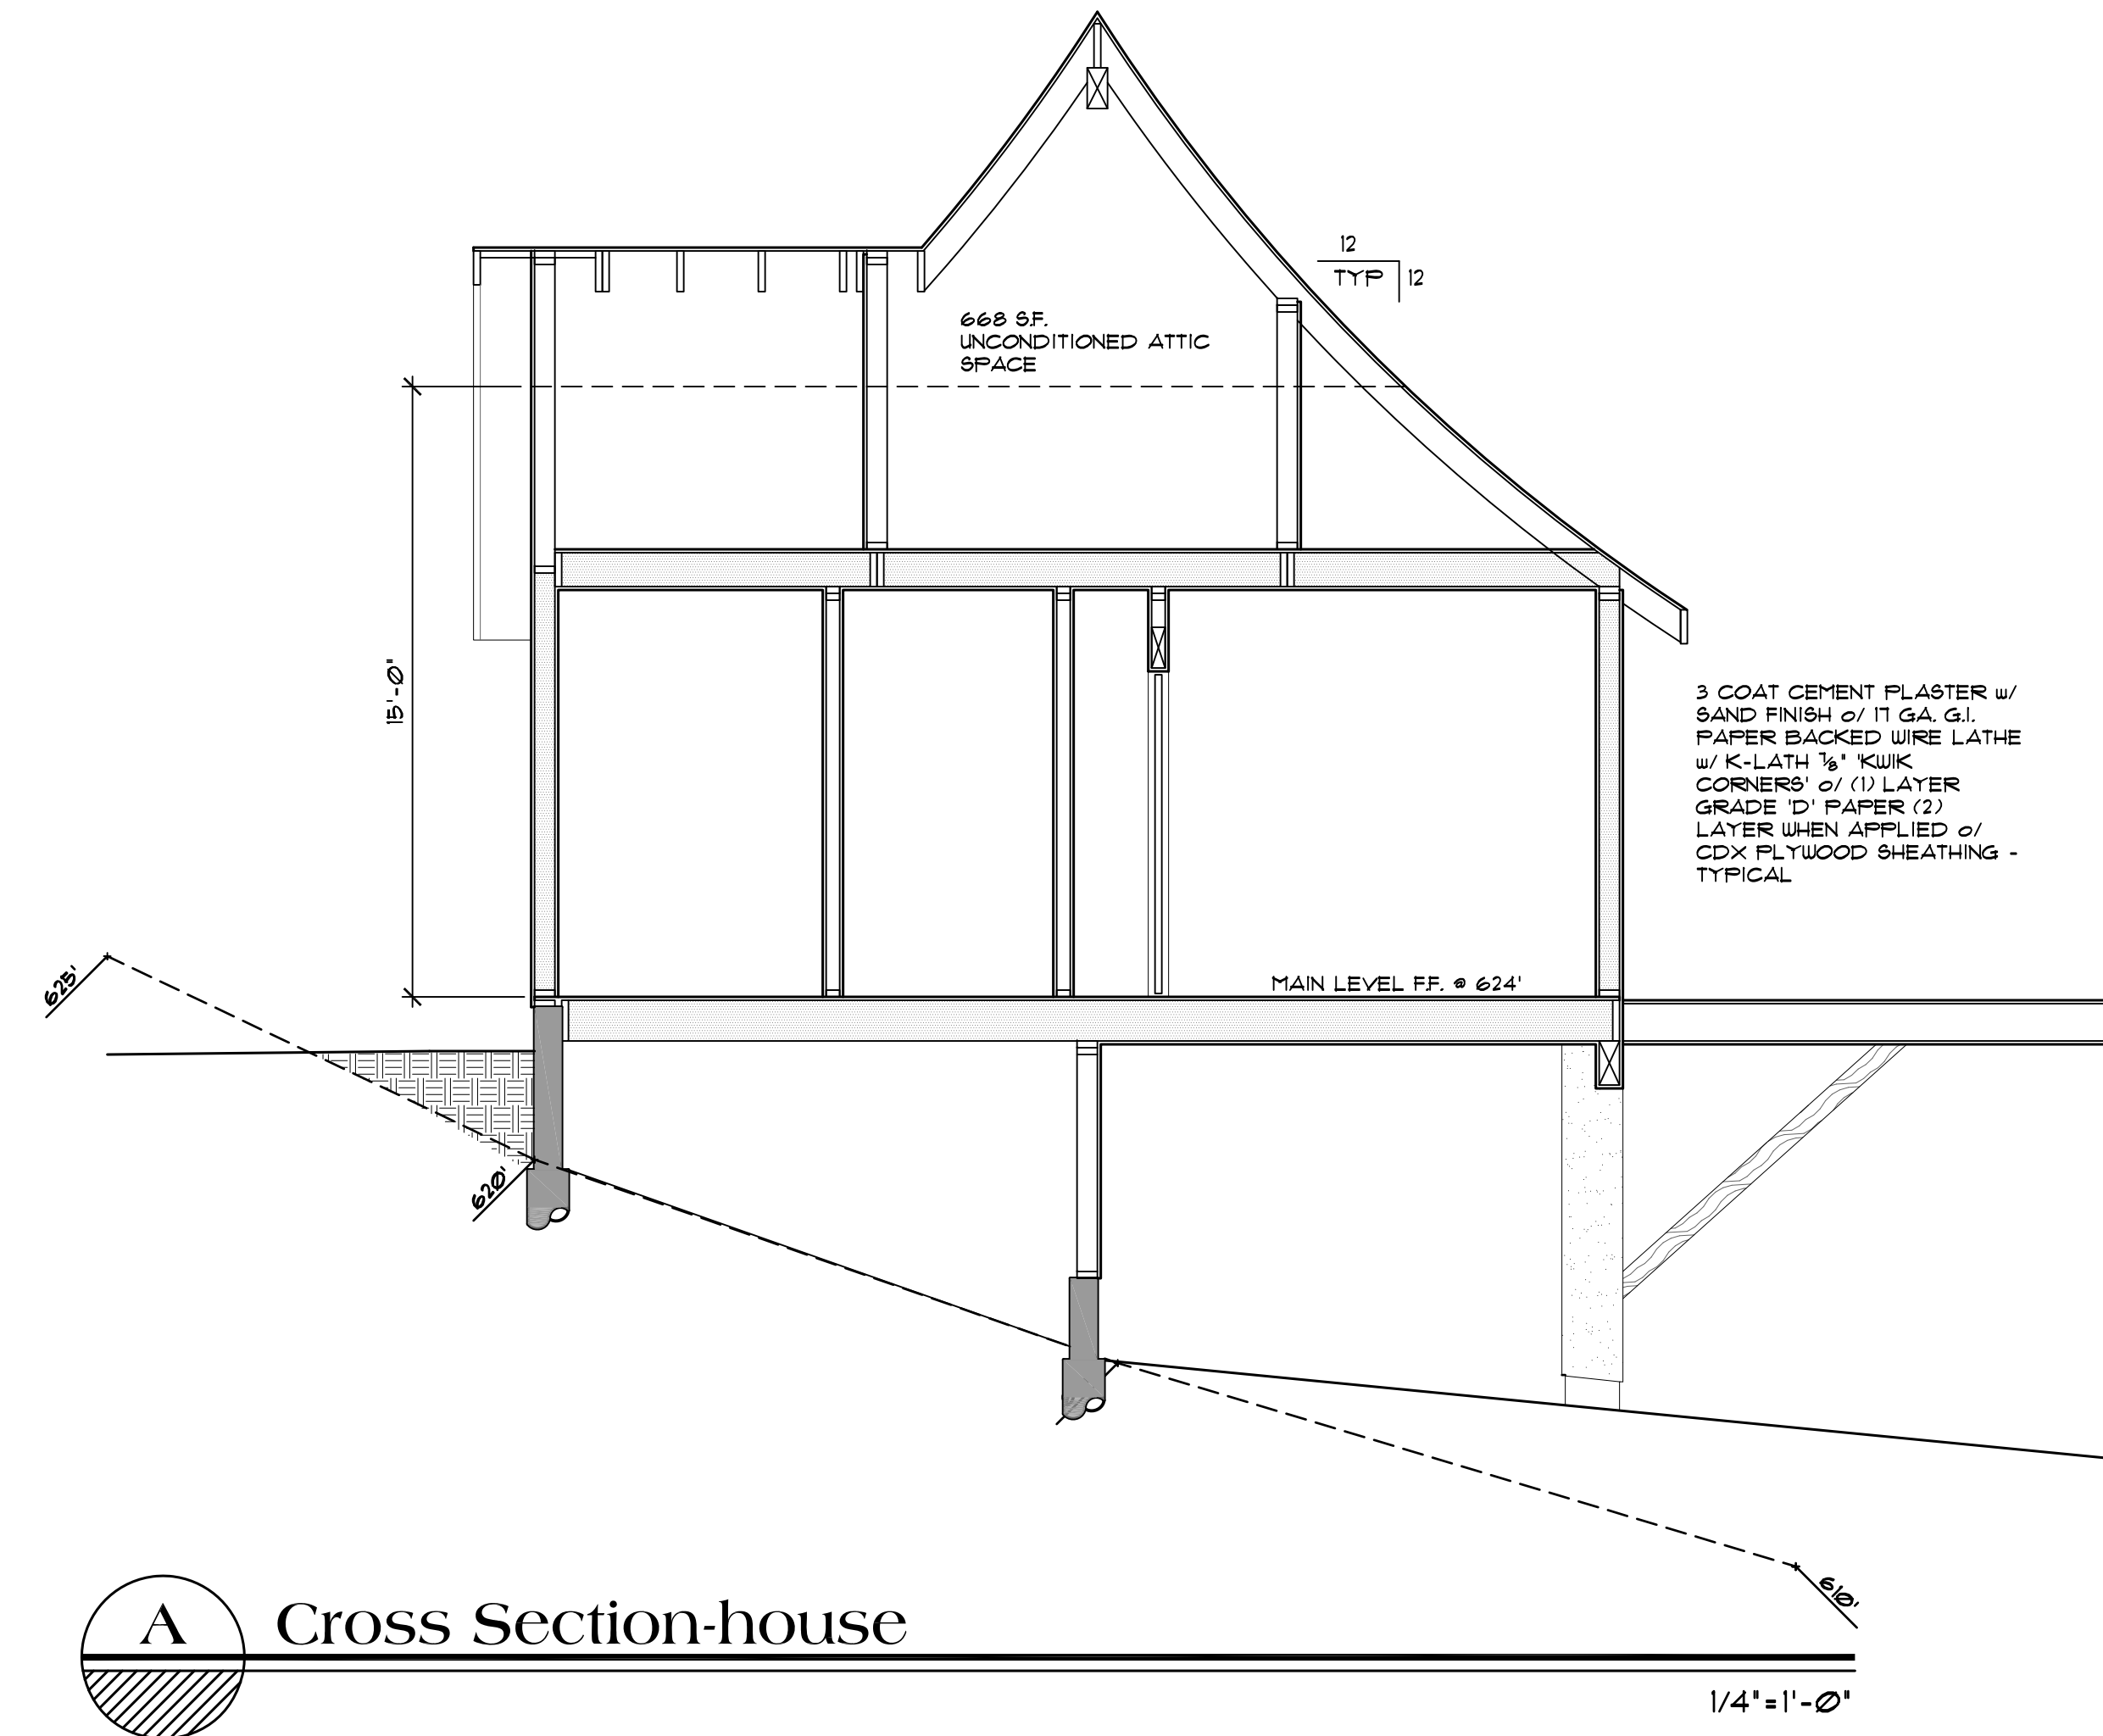 12
TYP
12
668 S.F.
UNCONDITIONED ATTIC
SPACE
15'-0"
3 COAT CEMENT PLASTER w/
SAND FINISH o/ 17 GA. G.I.
PAPER BACKED WIRE LATHE
w/ K-LATH 7/8" 'KWIK
CORNERS' o/ (1) LAYER
GRADE 'D' PAPER (2)
LAYER WHEN APPLIED o/
CDX PLYWOOD SHEATHING -
TYPICAL
625'
MAIN LEVEL F.F. @ 624'
620'
610'
A
Cross Section-house
1/4"=1'-0"